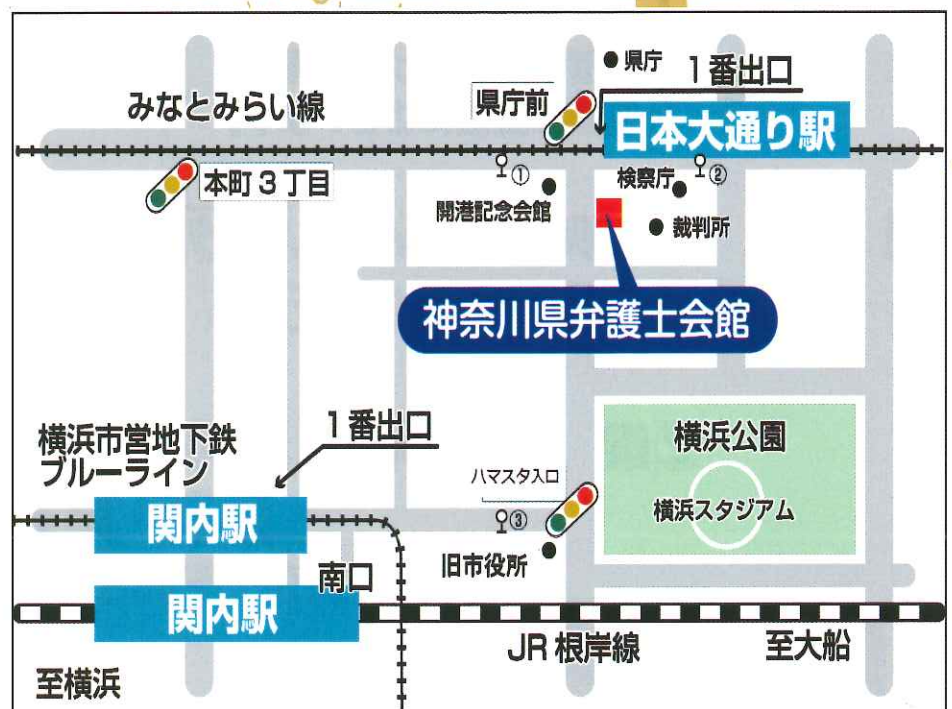 県庁
1番出口
みなとみらい線
県庁前
日本大通り駅
本町3丁目
①
②
検察庁
開港記念会館
裁判所
神奈川県弁護士会館
横浜市営地下鉄
ブルーライン
1番出口
横浜公園
ハマスタ入口
横浜スタジアム
関内駅
③
旧市役所
南口
関内駅
JR根岸線
至大船
至横浜